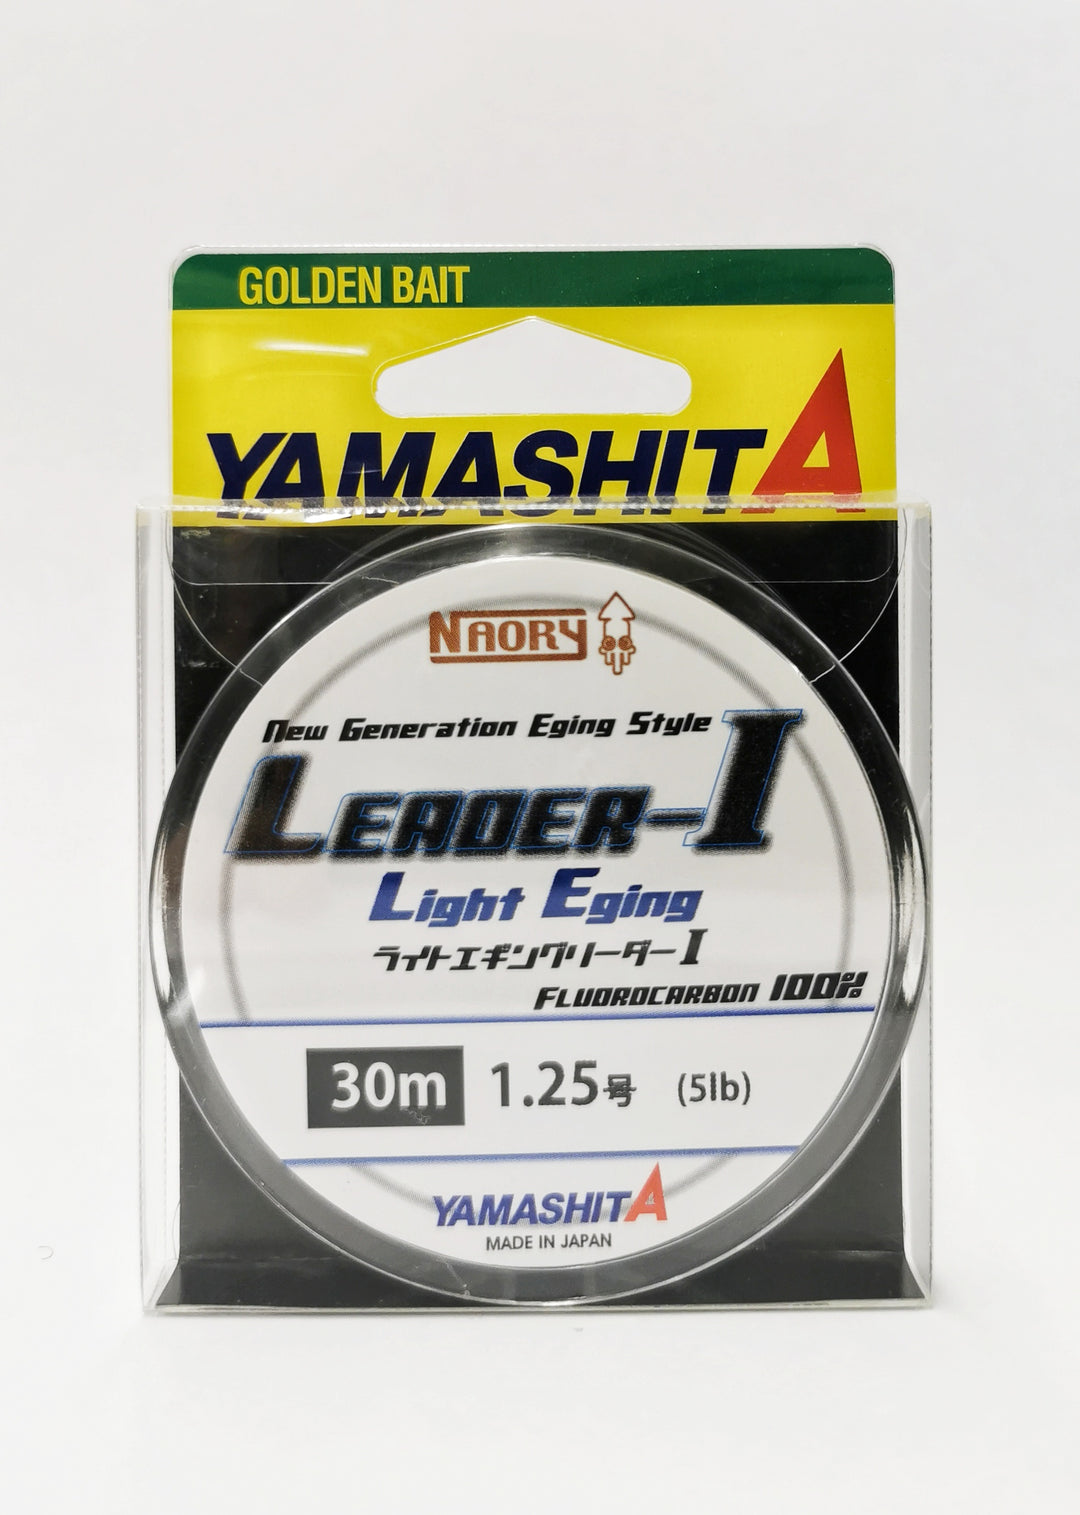 GOLDEN BAIT
YAMASHITA
NAORY
New Generation Eging Style
LEADER-I
Light Eging
ライトエギングリーダーI
FLUOROCARBON 100%
30m 1.25号 (5lb)
YAMASHITA
MADE IN JAPAN